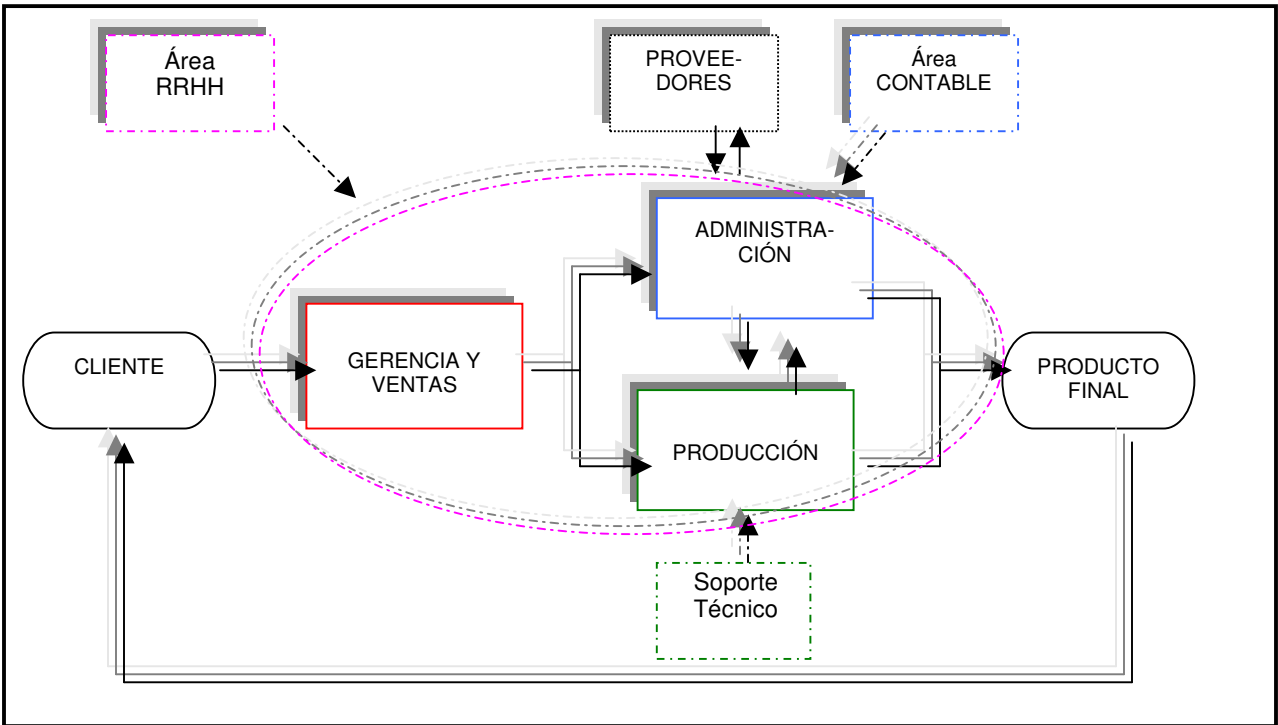 Área
RRHH
PROVEE-
DORES
Área
CONTABLE
ADMINISTRA-
CIÓN
CLIENTE
GERENCIA Y
VENTAS
PRODUCTO
FINAL
PRODUCCIÓN
Soporte
Técnico